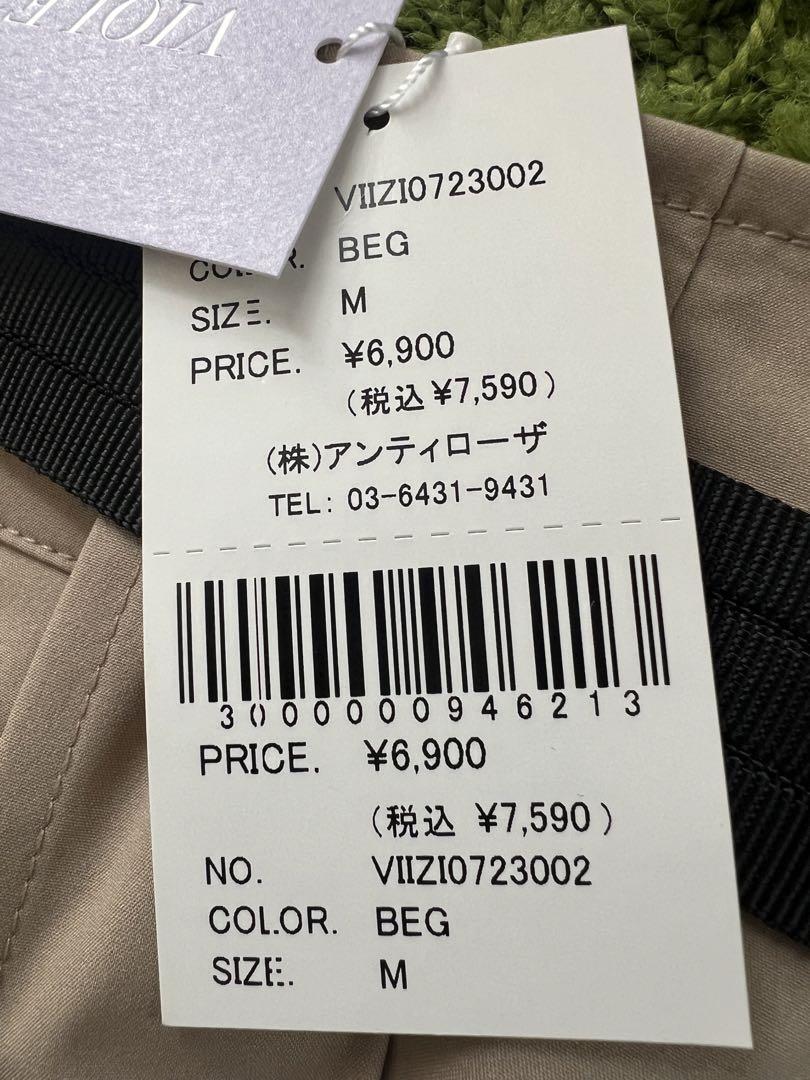 VIOLE
VIIZI0723002
COLOR. BEG
SIZE. M
PRICE. ¥6,900
(税込 ¥7,590)
(株)アンティローザ
TEL: 03-6431-9431
3000000946213
PRICE. ¥6,900
(税込 ¥7,590)
NO. VIIZI0723002
COLOR. BEG
SIZE. M